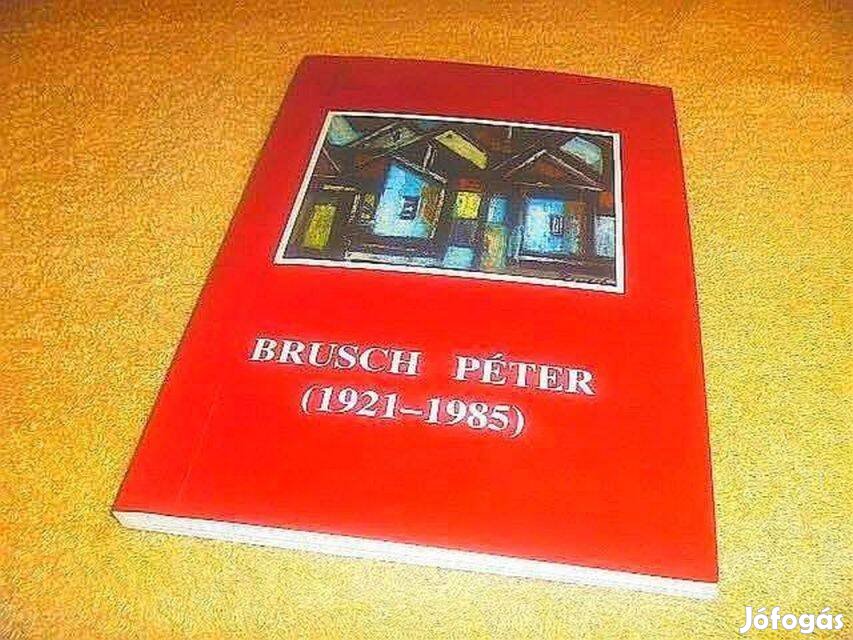 BRUSCH PÉTER
(1921–1985)
Jófogás